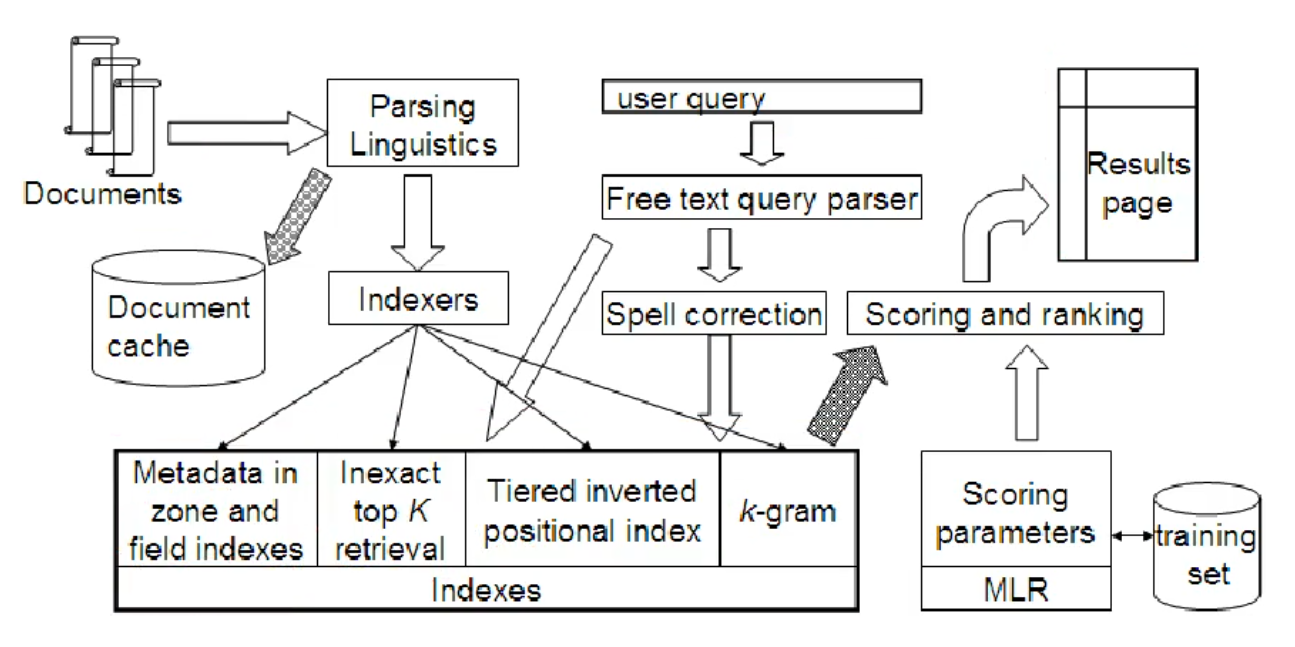 Documents
Parsing
Linguistics
user query
Free text query parser
Results
page
Document
cache
Indexers
Spell correction
Scoring and ranking
Metadata in
zone and
field indexes
Inexact
top K
retrieval
Tiered inverted
positional index
k-gram
Indexes
Scoring
parameters
MLR
training
set